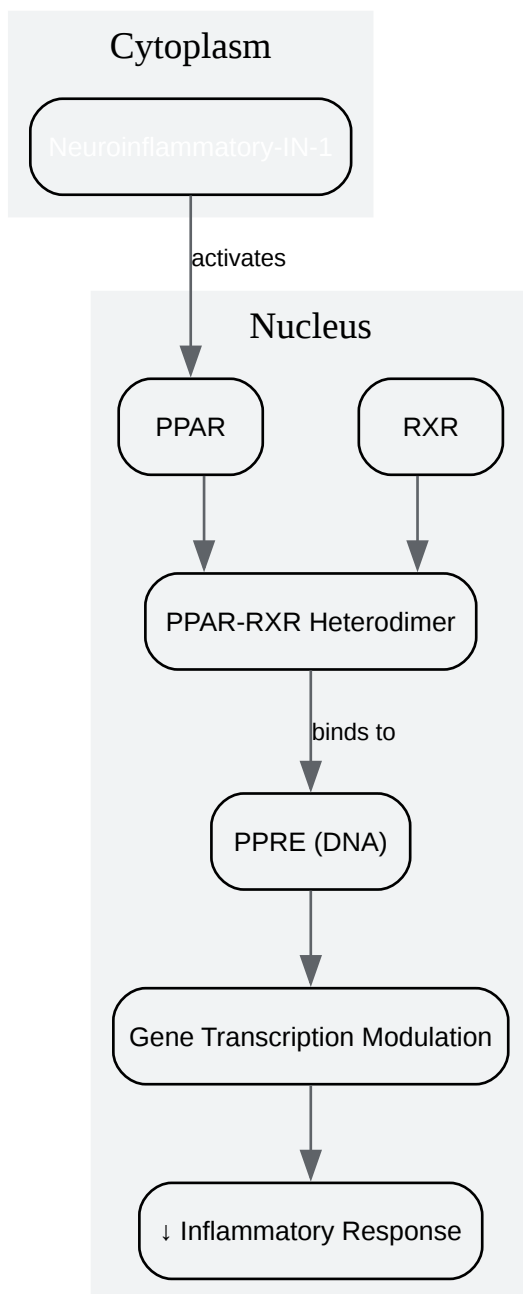 Cytoplasm
Neuroinflammatory-IN-1
activates
Nucleus
PPAR
RXR
PPAR-RXR Heterodimer
binds to
PPRE (DNA)
Gene Transcription Modulation
↓ Inflammatory Response